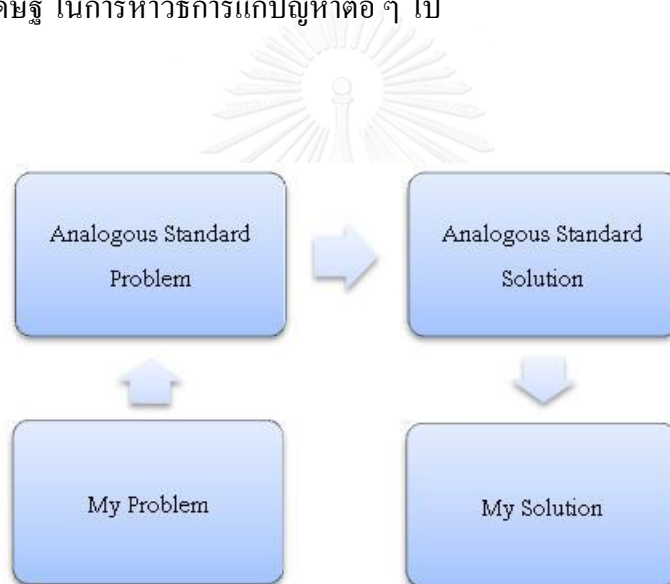 ในการหาวิธีการแก้ปัญหาต่อ ๆ ไป
Analogous Standard
Problem
Analogous Standard
Solution
My Problem
My Solution